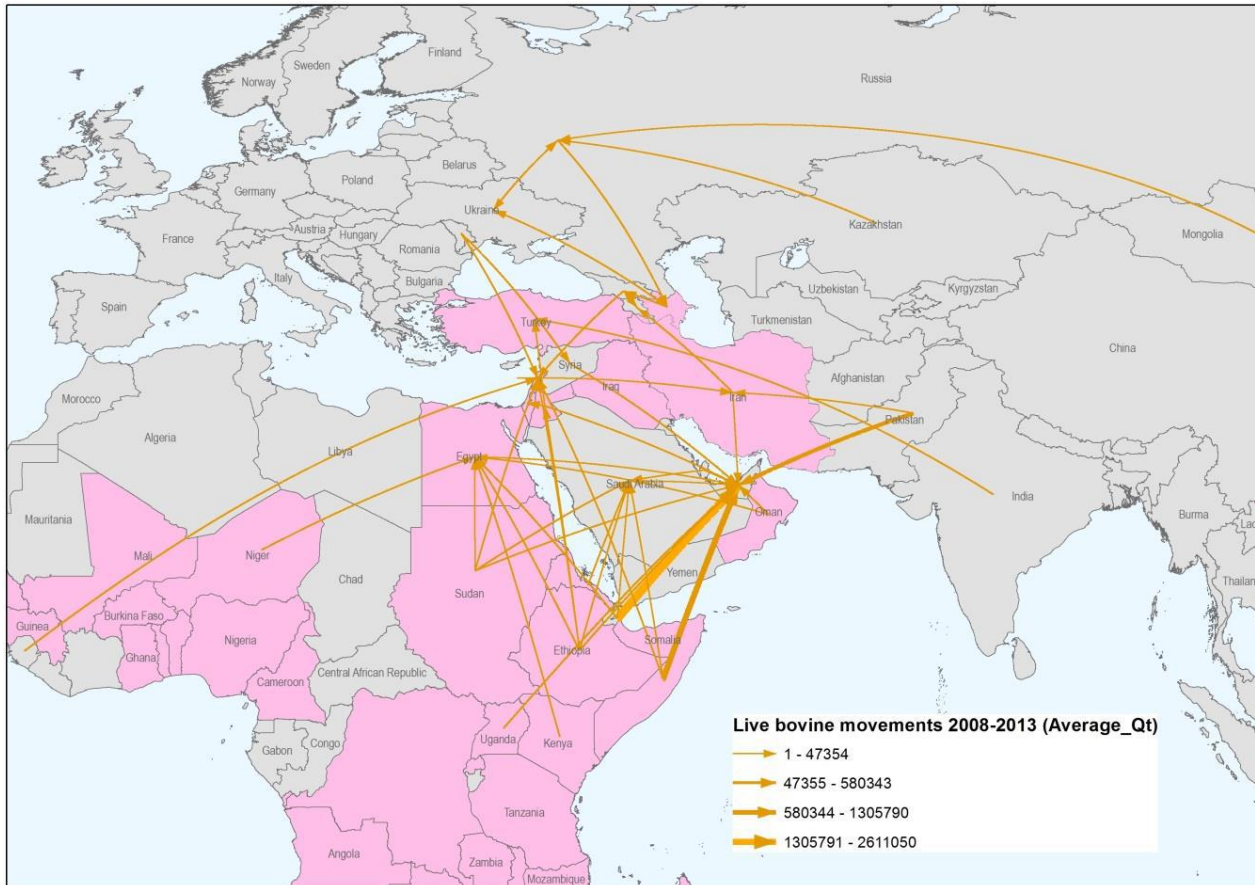 Finland
Sweden
Norway
Russia
Belarus
Poland
Germany
Ukraine
Kazakhstan
France
Austria
Hungary
Mongolia
Romania
Italy
Bulgaria
Uzbekistan
Kyrgyzstan
Spain
Turkey
Turkmenistan
China
Syria
Afghanistan
Iraq
Iran
Morocco
Pakistan
Algeria
Libya
Egypt
Saudi Arabia
India
Oman
Burma
Mauritania
Mali
Niger
Lao
Chad
Yemen
Thailand
Sudan
Burkina Faso
Guinea
Nigeria
Somalia
Ethiopia
Ghana
Central African Republic
Cameroon
Uganda
Kenya
Gabon
Congo
Tanzania
Angola
Zambia
Mozambique
Live bovine movements 2008-2013 (Average_Qt)
1 - 47354
47355 - 580343
580344 - 1305790
1305791 - 2611050